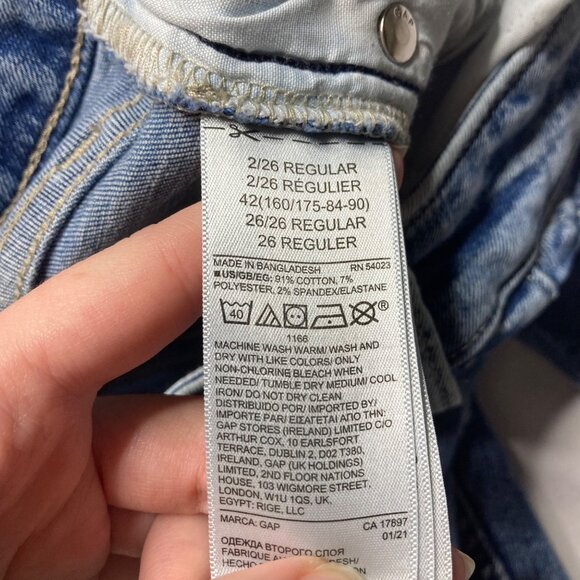 GAP
2/26 REGULAR
2/26 RÉGULIER
42(160/175-84-90)
26/26 REGULAR
26 REGULER
MADE IN BANGLADESH RN 54023
■US/GB/EG: 91% COTTON, 7%
POLYESTER, 2% SPANDEX/ELASTANE
40
®
1166
MACHINE WASH WARM/ WASH AND
DRY WITH LIKE COLORS/ ONLY
NON-CHLORINE BLEACH WHEN
NEEDED/ TUMBLE DRY MEDIUM/ COOL
IRON/ DO NOT DRY CLEAN
DISTRIBUIDO POR/ IMPORTED BY/
IMPORTE PAR/ ΕΙΣΑΓΕΤΑΙ ΑΠΟ ΤΗΝ:
GAP STORES (IRELAND) LIMITED C/O
ARTHUR COX, 10 EARLSFORT
TERRACE, DUBLIN 2, D02 T380,
IRELAND, GAP (UK HOLDINGS)
LIMITED, 2ND FLOOR NATIONS
HOUSE, 103 WIGMORE STREET,
LONDON, W1U 1QS, UK.
EGYPT: RIGE, LLC
MARCA: GAP CA 17897
01/21
ОДЕЖДА ВТОРОГО СЛОЯ
FABRIQUE AU